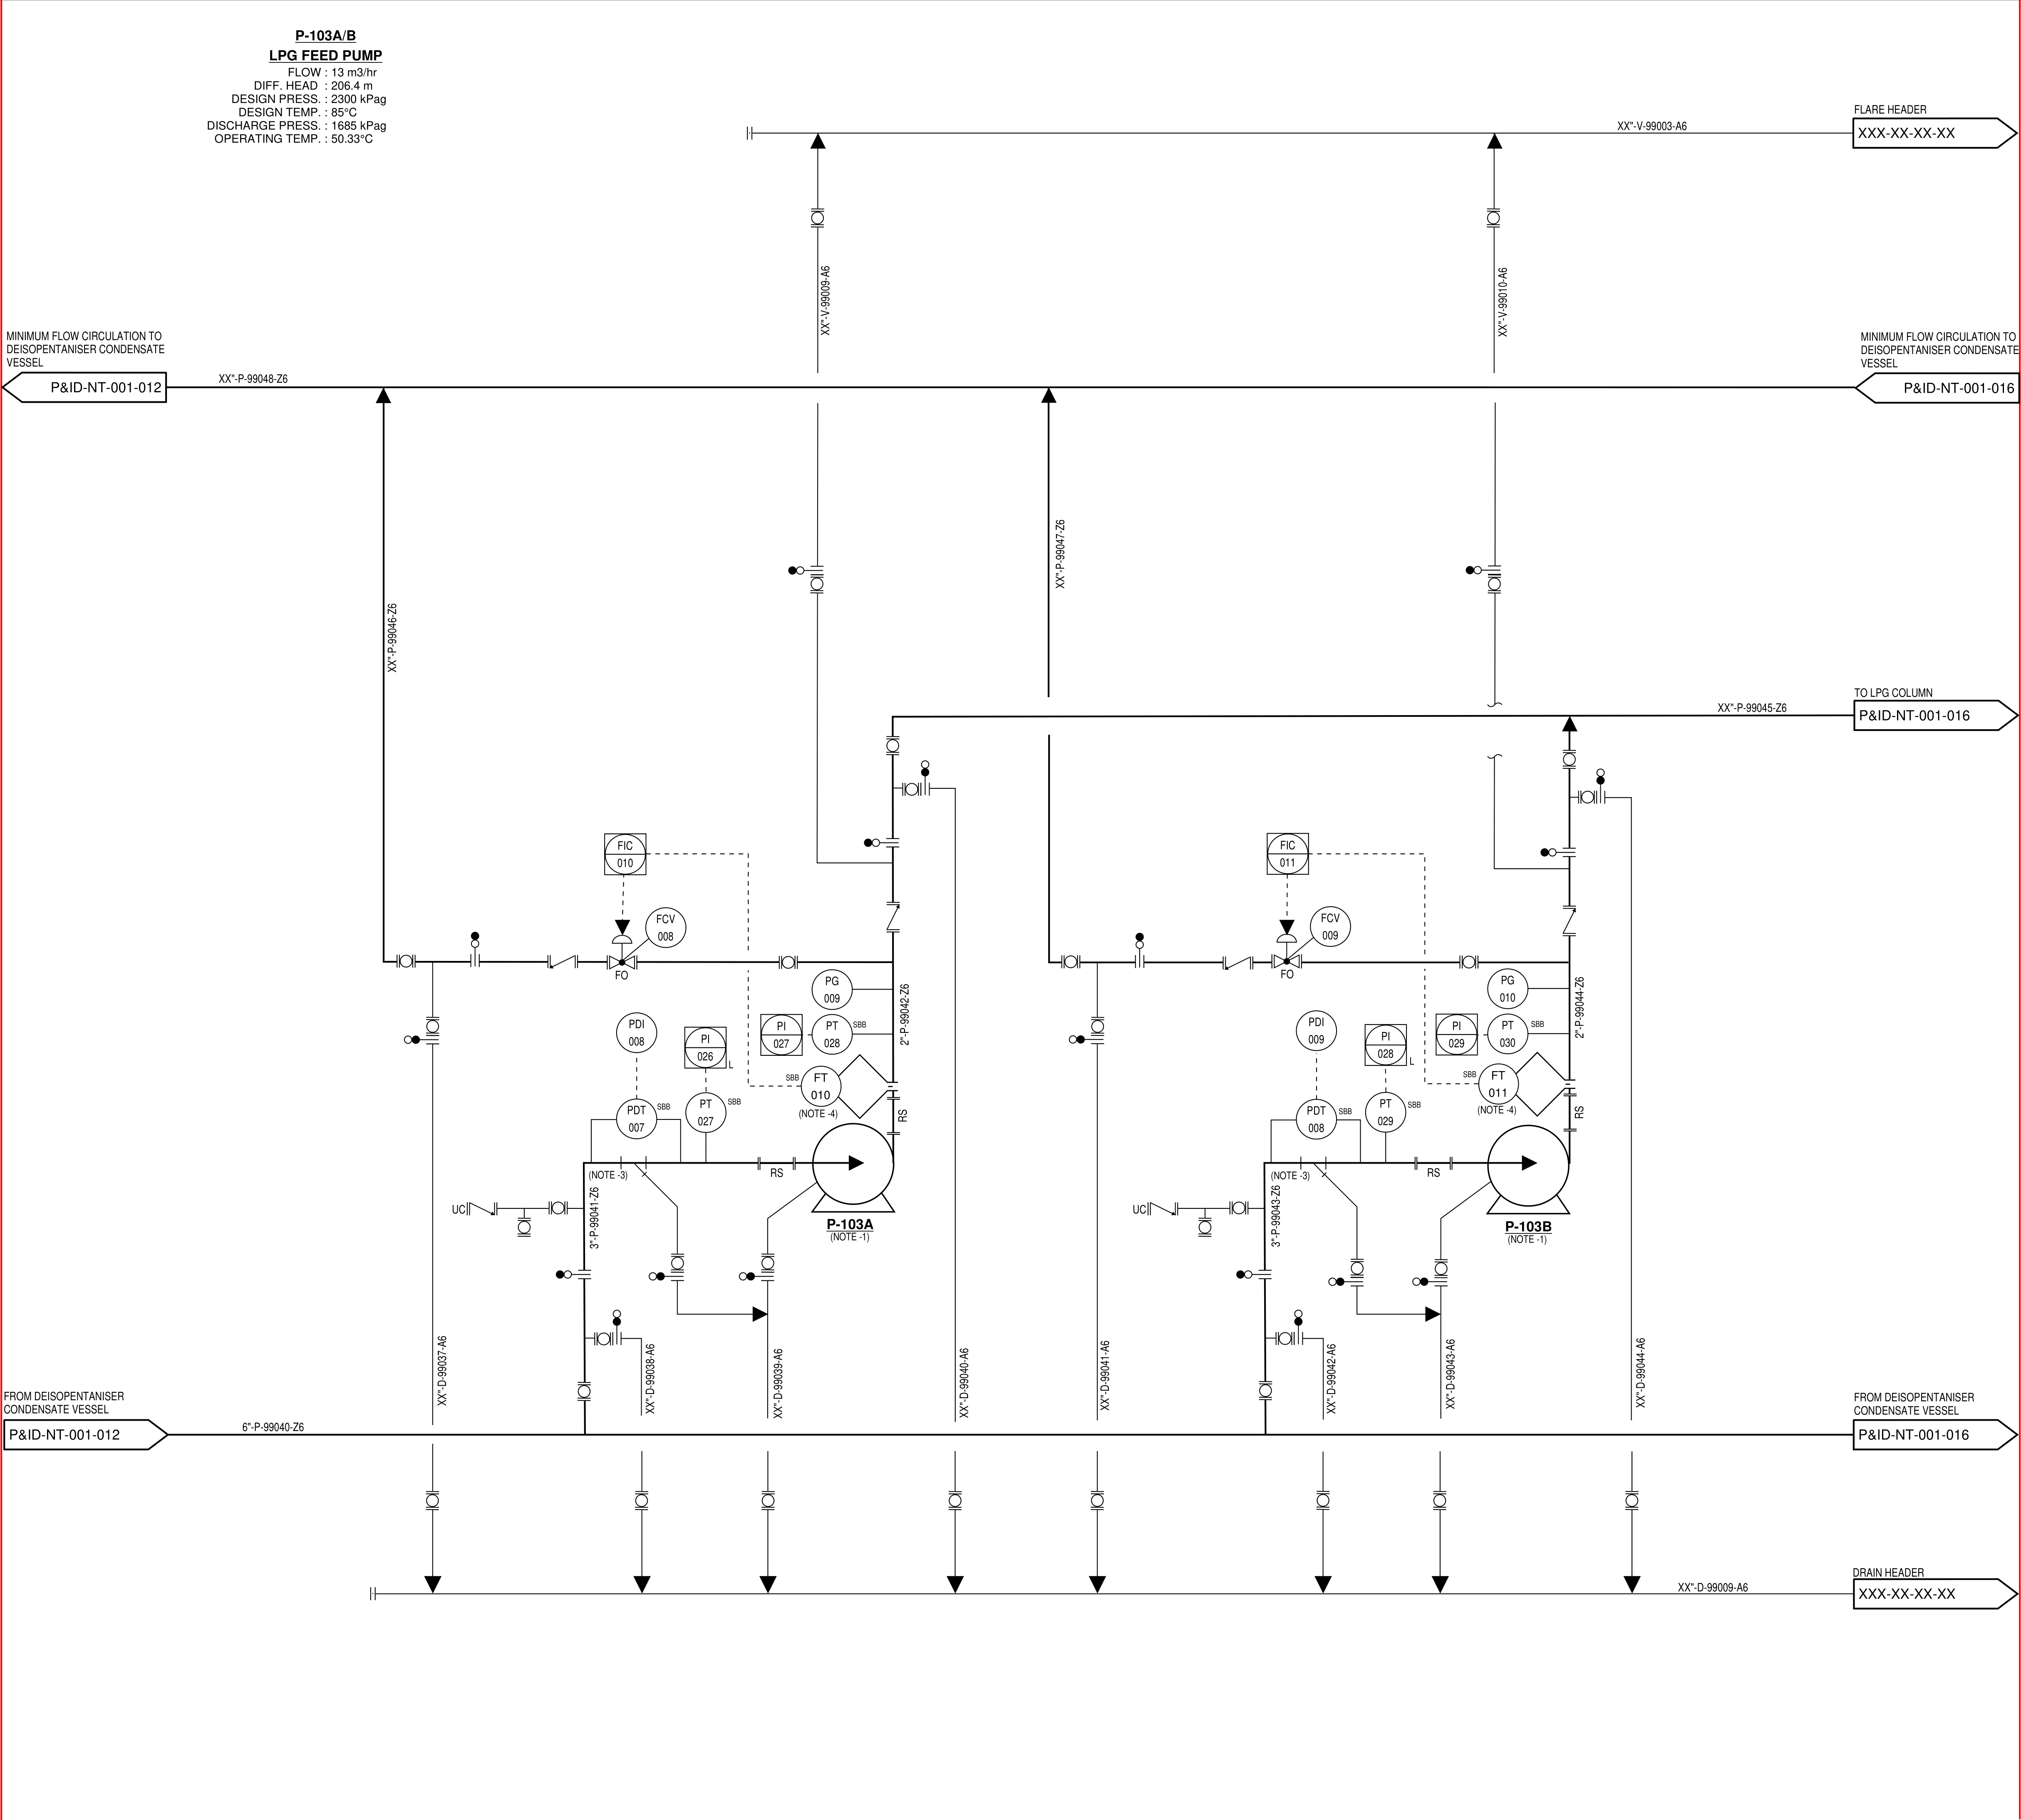 P-103A/B
LPG FEED PUMP
FLOW : 13 m3/hr
DIFF. HEAD : 206.4 m
DESIGN PRESS. : 2300 kPag
DESIGN TEMP. : 85°C
DISCHARGE PRESS. : 1685 kPag
OPERATING TEMP. : 50.33°C
FLARE HEADER
XXX-XX-XX-XX
XX"-V-99003-A6
XX"-V-99009-A6
XX"-V-99010-A6
MINIMUM FLOW CIRCULATION TO
DEISOPENTANISER CONDENSATE
VESSEL
P&ID-NT-001-012
XX"-P-99048-Z6
MINIMUM FLOW CIRCULATION TO
DEISOPENTANISER CONDENSATE
VESSEL
P&ID-NT-001-016
XX"-P-99046-Z6
XX"-P-99047-Z6
TO LPG COLUMN
P&ID-NT-001-016
XX"-P-99045-Z6
FIC
010
FCV
008
FO
PG
009
PI
027
PT
028
SBB
2"-P-99042-Z6
PDI
008
PI
026
L
SBB
FT
010
(NOTE -4)
PDT
007
SBB
PT
027
SBB
RS
RS
(NOTE -3)
UC
3"-P-99041-Z6
P-103A
(NOTE -1)
FIC
011
FCV
009
FO
PG
010
PI
029
PT
030
SBB
2"-P-99044-Z6
PDI
009
PI
028
L
SBB
FT
011
(NOTE -4)
PDT
008
SBB
PT
029
SBB
RS
RS
(NOTE -3)
UC
3"-P-99043-Z6
P-103B
(NOTE -1)
XX"-D-99037-A6
XX"-D-99038-A6
XX"-D-99039-A6
XX"-D-99040-A6
XX"-D-99041-A6
XX"-D-99042-A6
XX"-D-99043-A6
XX"-D-99044-A6
FROM DEISOPENTANISER
CONDENSATE VESSEL
P&ID-NT-001-012
6"-P-99040-Z6
FROM DEISOPENTANISER
CONDENSATE VESSEL
P&ID-NT-001-016
DRAIN HEADER
XXX-XX-XX-XX
XX"-D-99009-A6